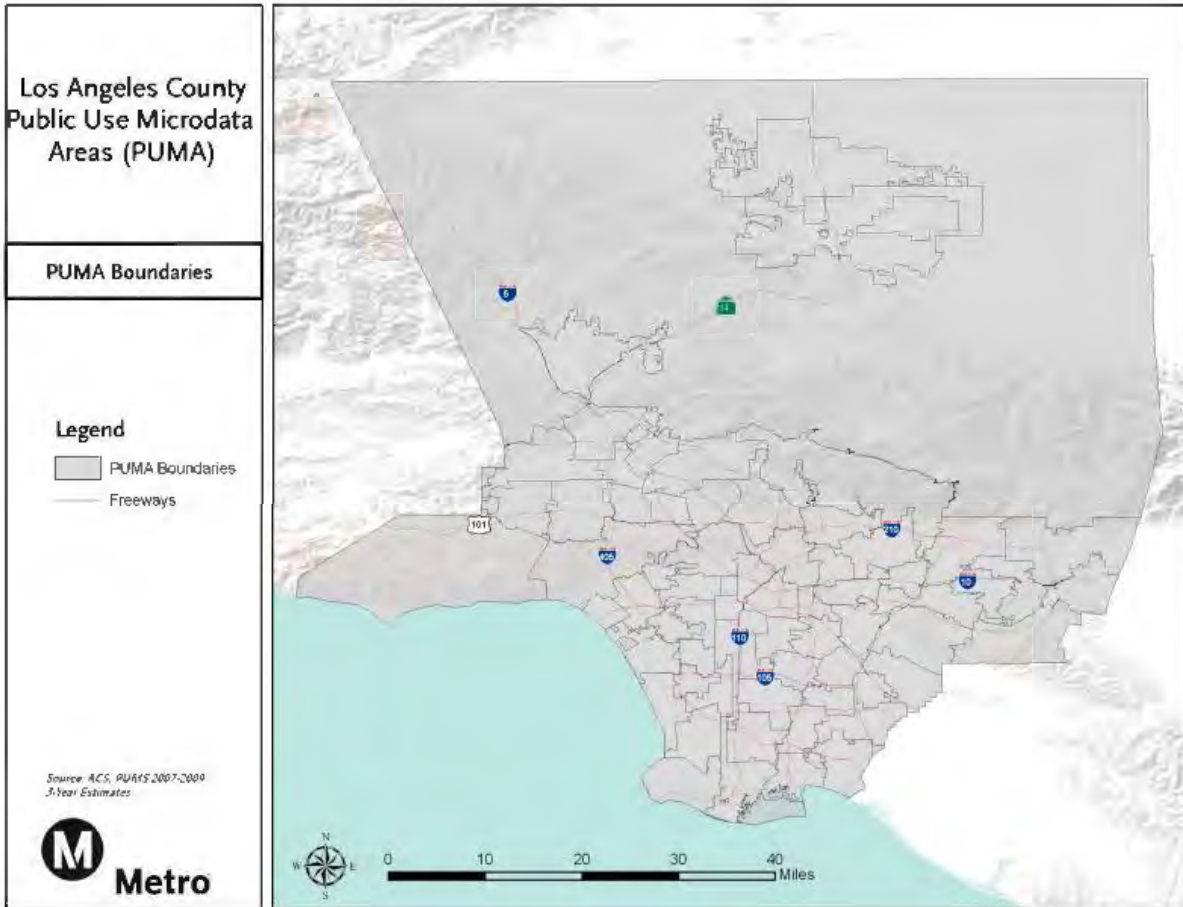 Los Angeles County
Public Use Microdata
Areas (PUMA)
PUMA Boundaries
Legend
PUMA Boundaries
Freeways
Source: ACS, PUMS 2007-2009
3-Year Estimates
M
Metro
5
14
101
210
405
10
110
105
N
W E
S
0 10 20 30 40
Miles